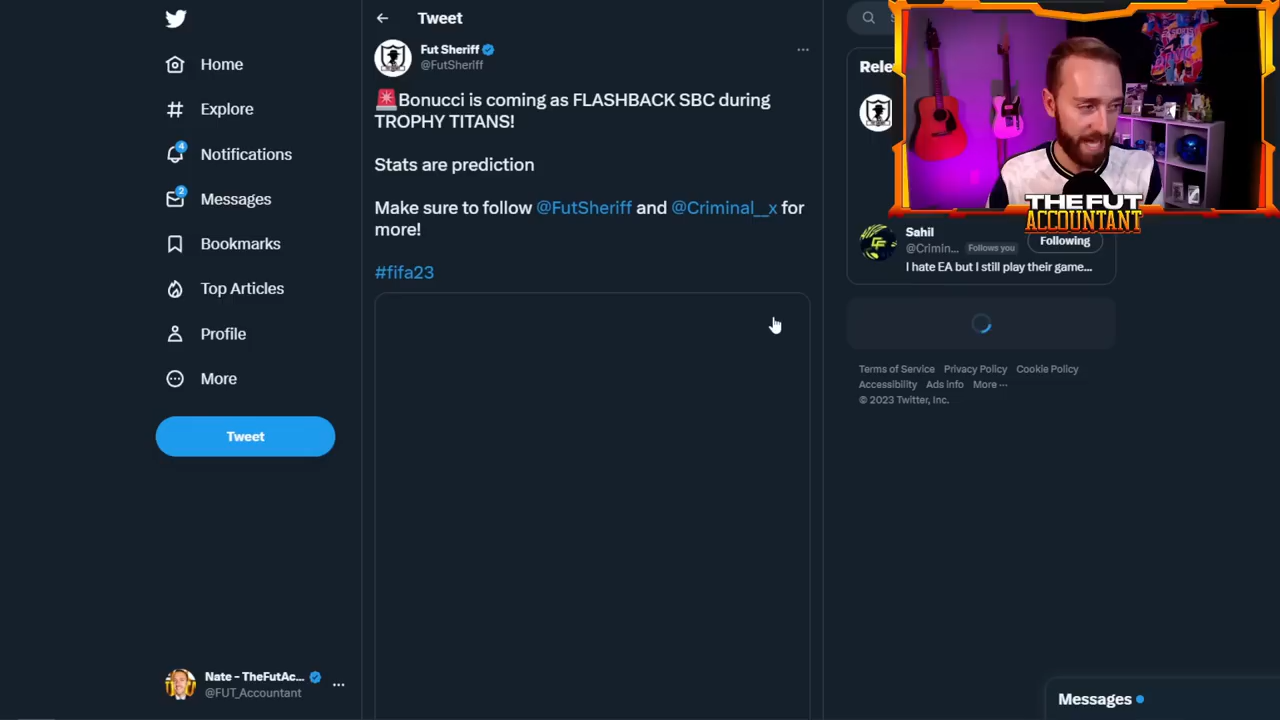 Home
Explore
4
Notifications
2
Messages
Bookmarks
Top Articles
Profile
More
Tweet
Nate - TheFutAc...
@FUT_Accountant
Tweet
Fut Sheriff
@FutSheriff
🚨Bonucci is coming as FLASHBACK SBC during
TROPHY TITANS!
Stats are prediction
Make sure to follow @FutSheriff and @Criminal__x for
more!
#fifa23
Rele
THE FUT
ACCOUNTANT
Sahil
@Crimin... Follows you
Following
I hate EA but I still play their game...
Terms of Service Privacy Policy Cookie Policy
Accessibility Ads info More ...
© 2023 Twitter, Inc.
Messages